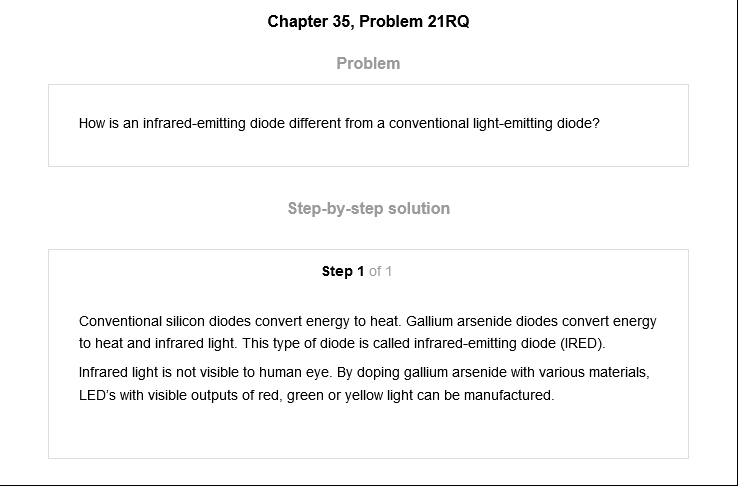 Chapter 35, Problem 21RQ
Problem
How is an infrared-emitting diode different from a conventional light-emitting diode?
Step-by-step solution
Step 1 of 1
Conventional silicon diodes convert energy to heat. Gallium arsenide diodes convert energy
to heat and infrared light. This type of diode is called infrared-emitting diode (IRED).
Infrared light is not visible to human eye. By doping gallium arsenide with various materials,
LED's with visible outputs of red, green or yellow light can be manufactured.